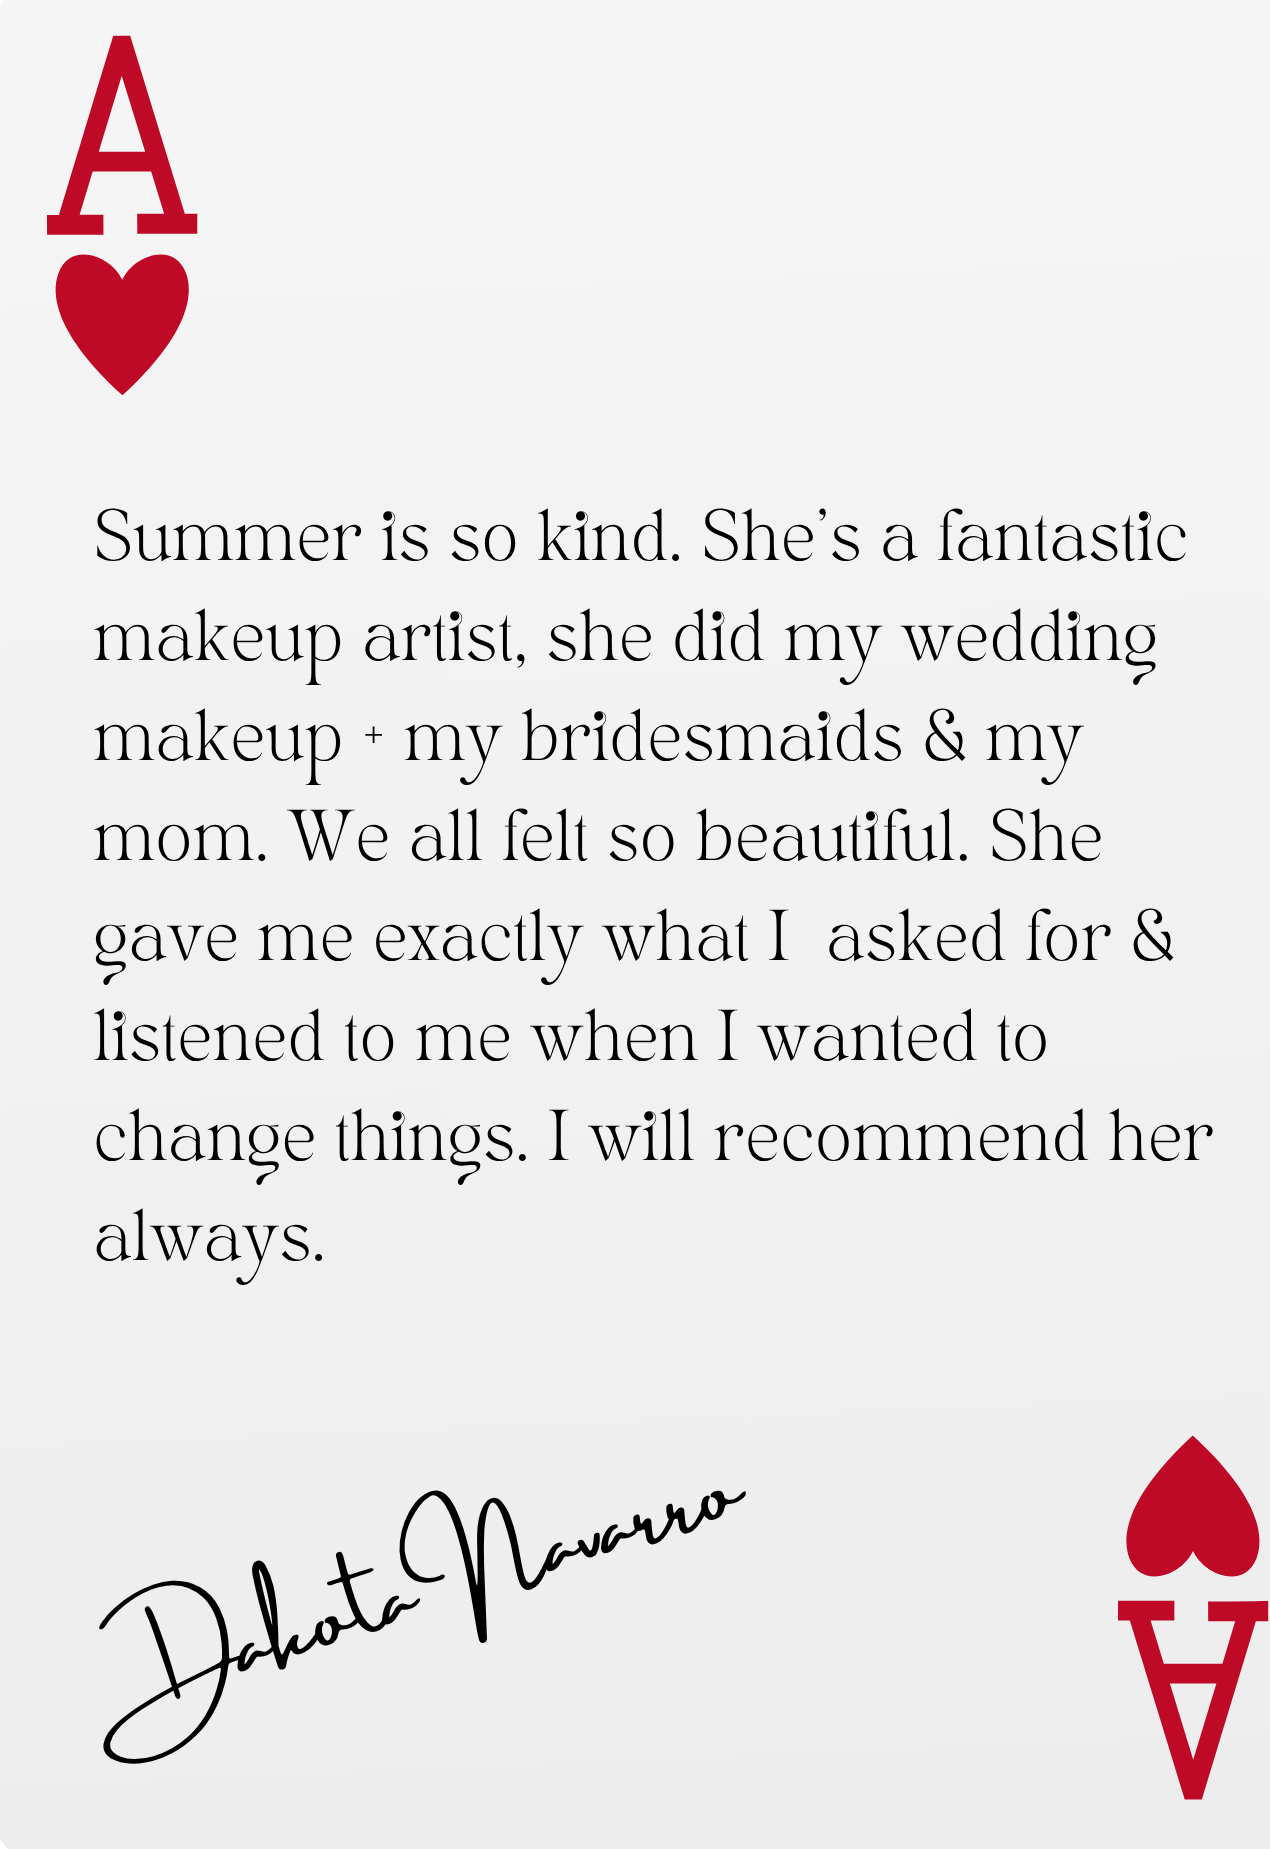 A
Summer is so kind. She’s a fantastic
makeup artist, she did my wedding
makeup + my bridesmaids & my
mom. We all felt so beautiful. She
gave me exactly what I  asked for &
listened to me when I wanted to
change things. I will recommend her
always.
Dakota Navarro
A